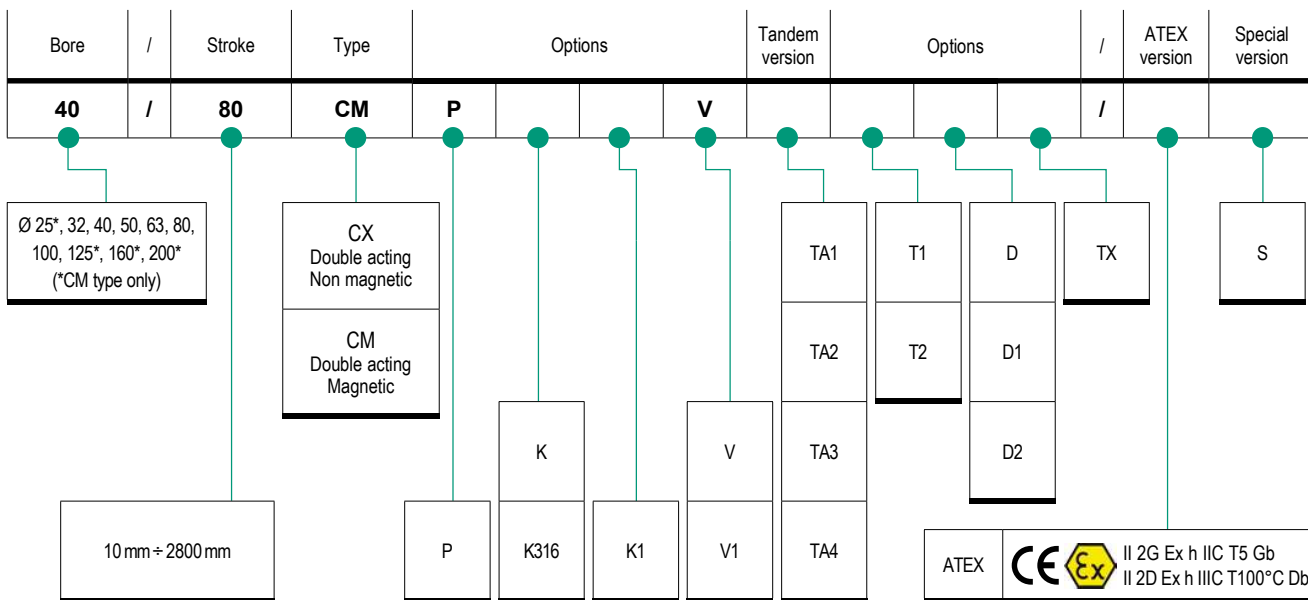 Bore / Stroke Type Options Tandem version Options / ATEX version Special version
40 / 80 CM P V /
Ø 25*, 32, 40, 50, 63, 80,
100, 125*, 160*, 200*
(*CM type only)
CX
Double acting
Non magnetic
CM
Double acting
Magnetic
10 mm ÷ 2800 mm
P
K
K316
K1
V
V1
TA1
TA2
TA3
TA4
T1
T2
D
D1
D2
TX
S
ATEX
CE
Ex
II 2G Ex h IIC T5 Gb
II 2D Ex h IIIC T100°C Db